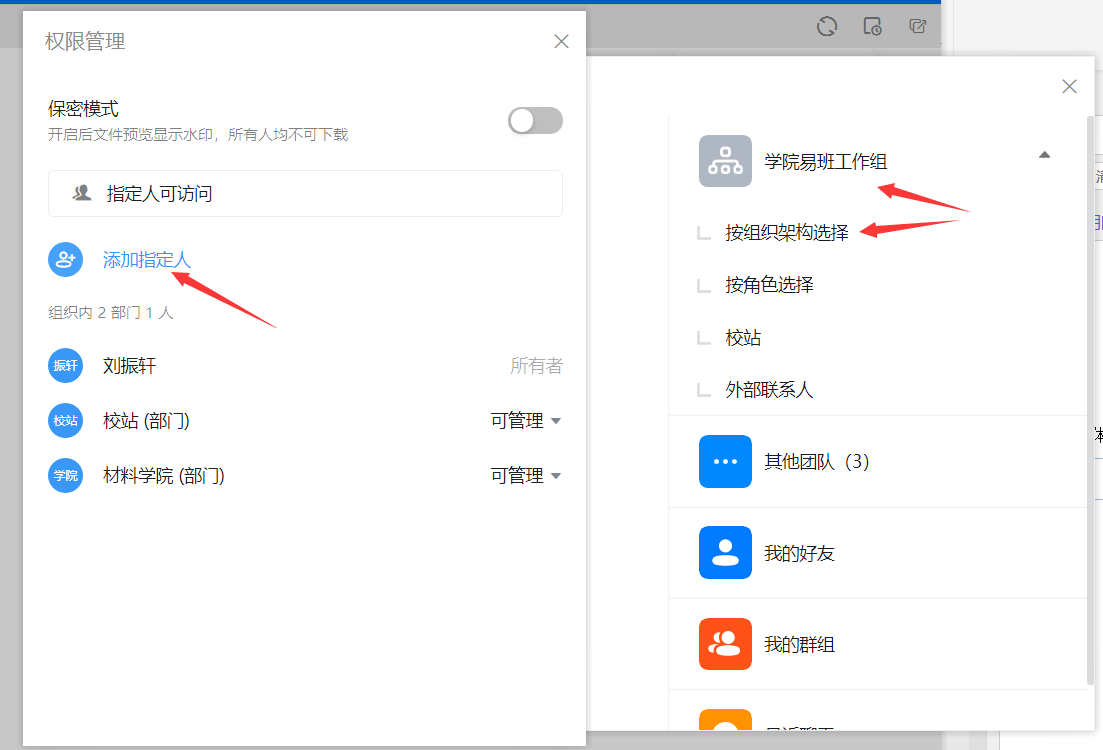 权限管理
保密模式
开启后文件预览显示水印，所有人均不可下载
指定人可访问
添加指定人
组织内 2 部门 1 人
振轩 刘振轩 所有者
校站 校站 (部门) 可管理
学院 材料学院 (部门) 可管理
学院易班工作组
按组织架构选择
按角色选择
校站
外部联系人
其他团队（3）
我的好友
我的群组